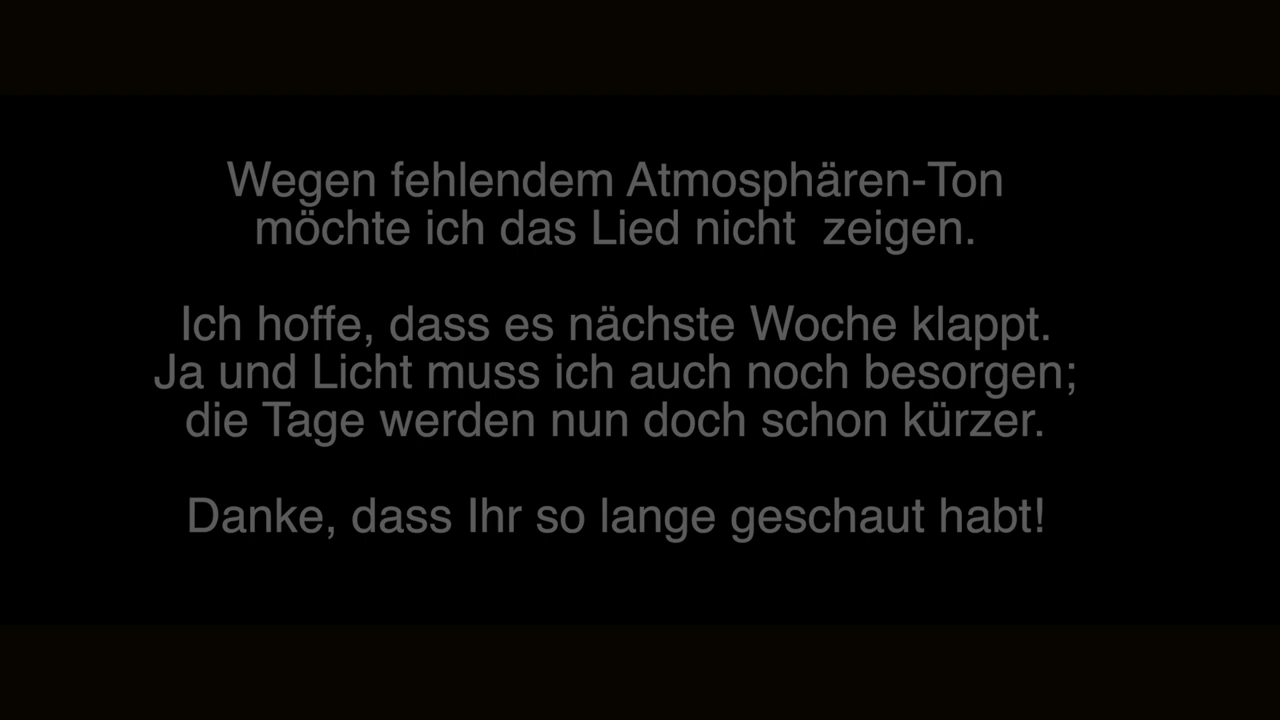 Wegen fehlendem Atmosphären-Ton
möchte ich das Lied nicht  zeigen.
Ich hoffe, dass es nächste Woche klappt.
Ja und Licht muss ich auch noch besorgen;
die Tage werden nun doch schon kürzer.
Danke, dass Ihr so lange geschaut habt!